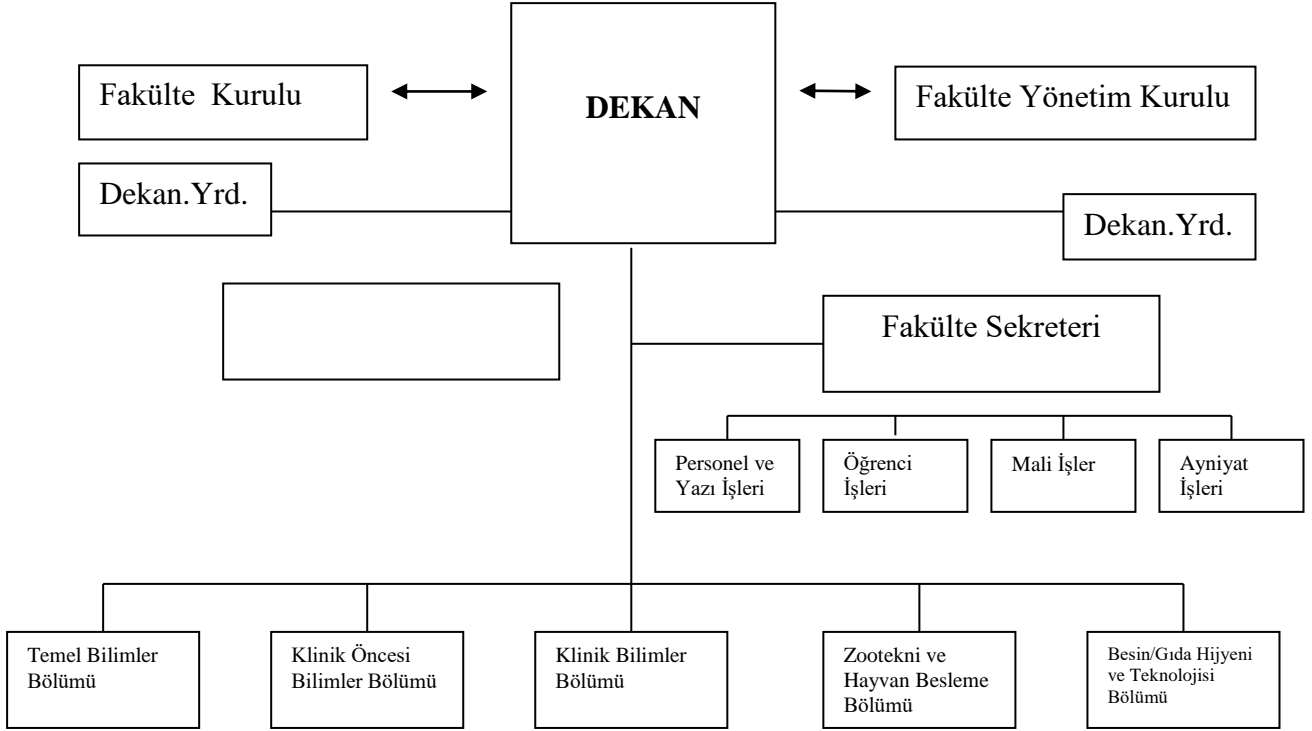 Fakülte Kurulu
DEKAN
Fakülte Yönetim Kurulu
Dekan.Yrd.
Dekan.Yrd.
Fakülte Sekreteri
Personel ve
Yazı İşleri
Öğrenci
İşleri
Mali İşler
Ayniyat
İşleri
Temel Bilimler
Bölümü
Klinik Öncesi
Bilimler Bölümü
Klinik Bilimler
Bölümü
Zootekni ve
Hayvan Besleme
Bölümü
Besin/Gıda Hijyeni
ve Teknolojisi
Bölümü